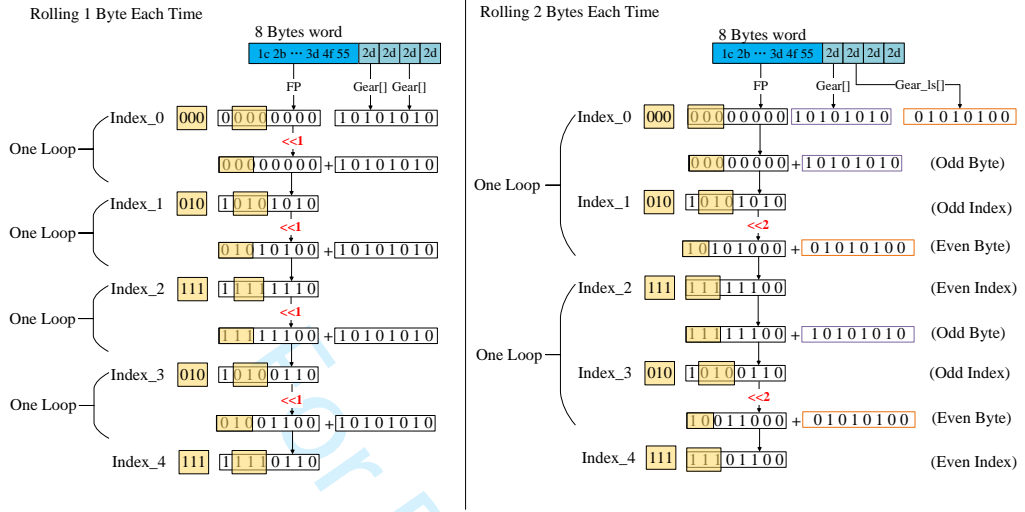 Rolling 1 Byte Each Time
8 Bytes word
1c 2b ··· 3d 4f 55 2d 2d 2d 2d
FP Gear[] Gear[]
Index_0 000 0 0 0 0 0 0 0 0 1 0 1 0 1 0 1 0
<<1
One Loop
0 0 0 0 0 0 0 0 + 1 0 1 0 1 0 1 0
Index_1 010 1 0 1 0 1 0 1 0
<<1
One Loop
0 1 0 1 0 1 0 0 + 1 0 1 0 1 0 1 0
Index_2 111 1 1 1 1 1 1 1 0
<<1
One Loop
1 1 1 1 1 1 0 0 + 1 0 1 0 1 0 1 0
Index_3 010 1 0 1 0 0 1 1 0
<<1
One Loop
0 1 0 0 1 1 0 0 + 1 0 1 0 1 0 1 0
Index_4 111 1 1 1 1 0 1 1 0
Rolling 2 Bytes Each Time
8 Bytes word
1c 2b ··· 3d 4f 55 2d 2d 2d 2d
FP Gear[] Gear_ls[]
Index_0 000 0 0 0 0 0 0 0 0 1 0 1 0 1 0 1 0 0 1 0 1 0 1 0 0
0 0 0 0 0 0 0 0 + 1 0 1 0 1 0 1 0 (Odd Byte)
One Loop
Index_1 010 1 0 1 0 1 0 1 0 (Odd Index)
<<2
1 0 1 0 1 0 0 0 + 0 1 0 1 0 1 0 0 (Even Byte)
Index_2 111 1 1 1 1 1 1 0 0 (Even Index)
1 1 1 1 1 1 0 0 + 1 0 1 0 1 0 1 0 (Odd Byte)
One Loop
Index_3 010 1 0 1 0 0 1 1 0 (Odd Index)
<<2
1 0 0 1 1 0 0 0 + 0 1 0 1 0 1 0 0 (Even Byte)
Index_4 111 1 1 1 0 1 1 0 0 (Even Index)
For